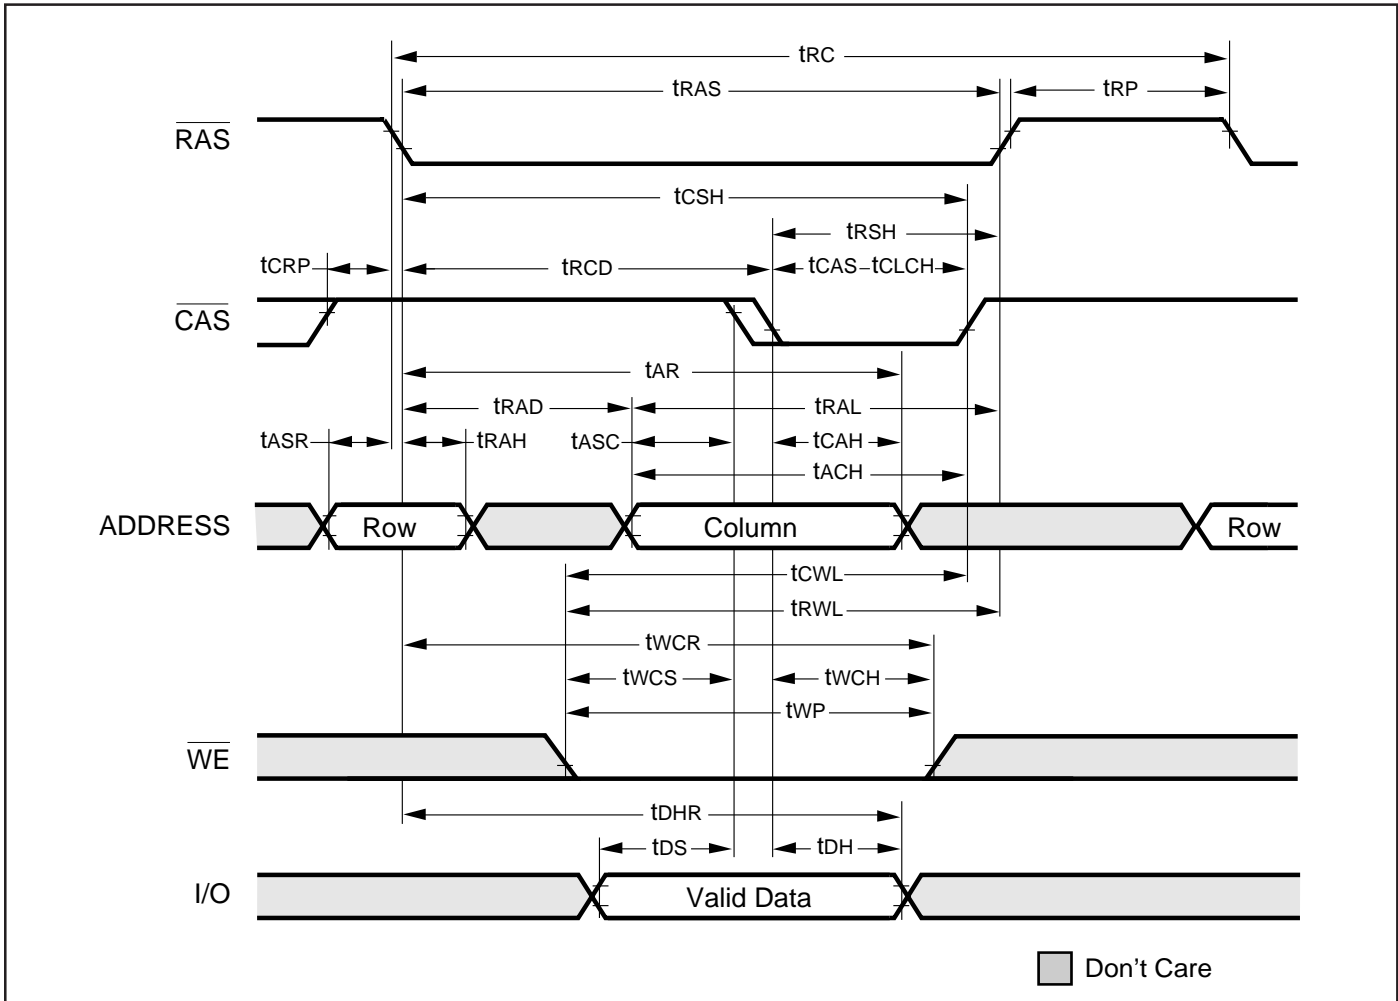 tRC
tRAS
tRP
RAS
tCSH
tRSH
tCRP
tRCD
tCAS tCLCH
CAS
tAR
tRAD
tRAL
tASR
tRAH
tASC
tCAH
tACH
ADDRESS
Row
Column
Row
tCWL
tRWL
tWCR
tWCS
tWCH
tWP
WE
tDHR
tDS
tDH
I/O
Valid Data
Don't Care